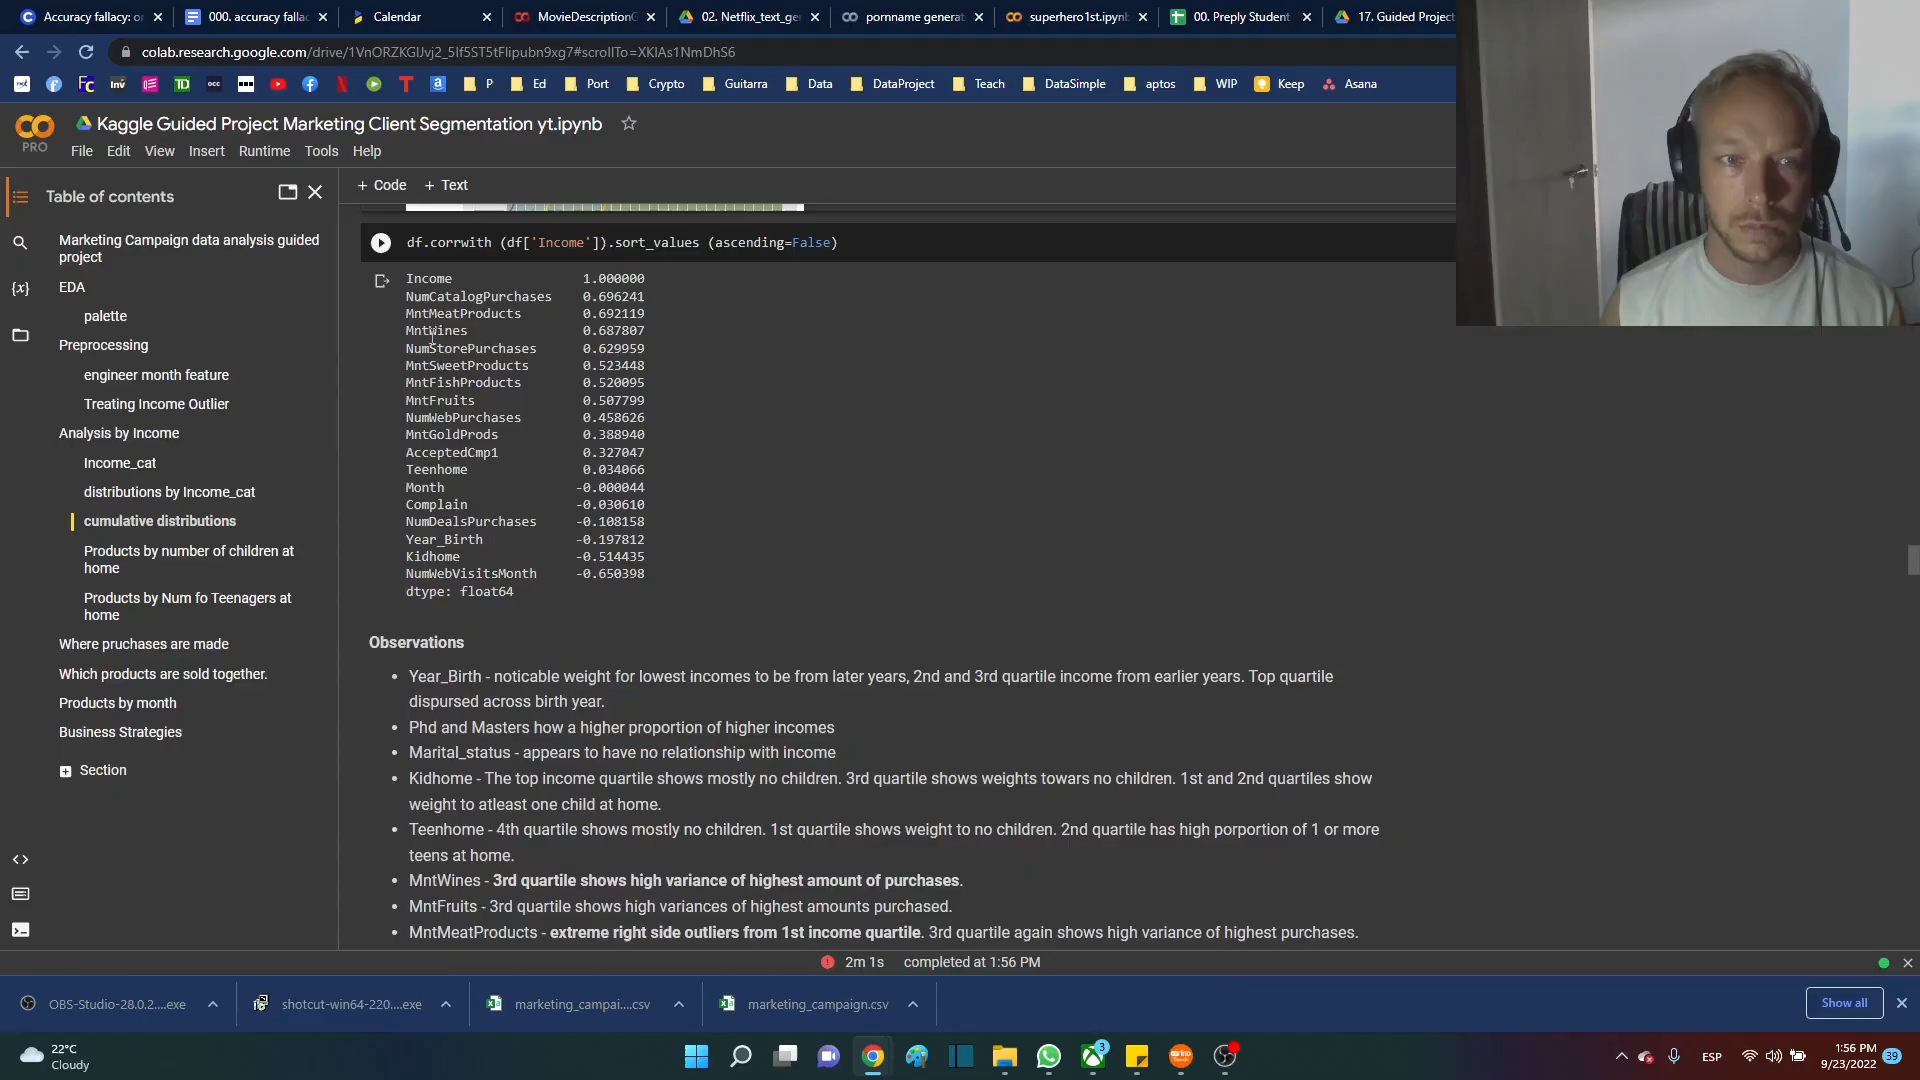 Accuracy fallacy: o
000. accuracy falla
Calendar
MovieDescriptionG
02. Netflix_text_ge
pornname generat
superhero1st.ipynb
00. Preply Student
17. Guided Project
colab.research.google.com/drive/1VnORZKGIJvj2_5lf5ST5tFlipubn9xg7#scrollTo=XKlAs1NmDhS6
P
Ed
Port
Crypto
Guitarra
Data
DataProject
Teach
DataSimple
aptos
WIP
Keep
Asana
PRO
Kaggle Guided Project Marketing Client Segmentation yt.ipynb
File Edit View Insert Runtime Tools Help
Table of contents
+ Code + Text
Marketing Campaign data analysis guided
project
EDA
palette
Preprocessing
engineer month feature
Treating Income Outlier
Analysis by Income
Income_cat
distributions by Income_cat
cumulative distributions
Products by number of children at
home
Products by Num fo Teenagers at
home
Where pruchases are made
Which products are sold together.
Products by month
Business Strategies
Section
df.corrwith (df['Income']).sort_values (ascending=False)
Income 1.000000
NumCatalogPurchases 0.696241
MntMeatProducts 0.692119
MntWines 0.687807
NumStorePurchases 0.629959
MntSweetProducts 0.523448
MntFishProducts 0.520095
MntFruits 0.507799
NumWebPurchases 0.458626
MntGoldProds 0.388940
AcceptedCmp1 0.327047
Teenhome 0.034066
Month -0.000044
Complain -0.030610
NumDealsPurchases -0.108158
Year_Birth -0.197812
Kidhome -0.514435
NumWebVisitsMonth -0.650398
dtype: float64
Observations
• Year_Birth - noticable weight for lowest incomes to be from later years, 2nd and 3rd quartile income from earlier years. Top quartile
dispursed across birth year.
• Phd and Masters how a higher proportion of higher incomes
• Marital_status - appears to have no relationship with income
• Kidhome - The top income quartile shows mostly no children. 3rd quartile shows weights towars no children. 1st and 2nd quartiles show
weight to atleast one child at home.
• Teenhome - 4th quartile shows mostly no children. 1st quartile shows weight to no children. 2nd quartile has high porportion of 1 or more
teens at home.
• MntWines - 3rd quartile shows high variance of highest amount of purchases.
• MntFruits - 3rd quartile shows high variances of highest amounts purchased.
• MntMeatProducts - extreme right side outliers from 1st income quartile. 3rd quartile again shows high variance of highest purchases.
2m 1s completed at 1:56 PM
OBS-Studio-28.0.2....exe
shotcut-win64-220....exe
marketing_campai....csv
marketing_campaign.csv
Show all
22°C
Cloudy
3
ESP
1:56 PM
9/23/2022
39